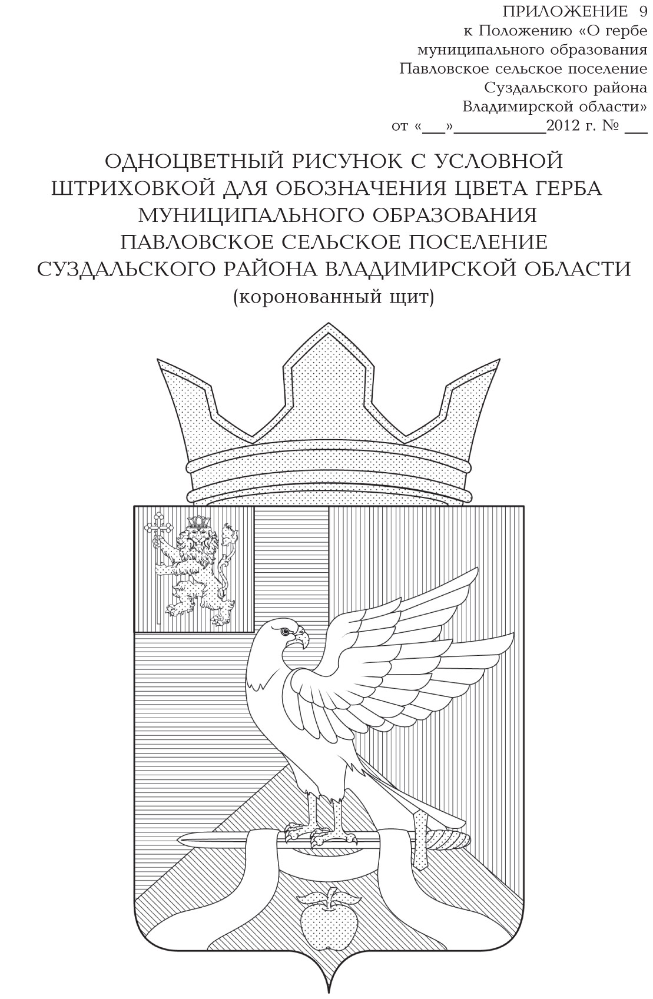 ПРИЛОЖЕНИЕ 9
к Положению «О гербе
муниципального образования
Павловское сельское поселение
Суздальского района
Владимирской области»
от «___»____________2012 г. № ___
ОДНОЦВЕТНЫЙ РИСУНОК С УСЛОВНОЙ
ШТРИХОВКОЙ ДЛЯ ОБОЗНАЧЕНИЯ ЦВЕТА ГЕРБА
МУНИЦИПАЛЬНОГО ОБРАЗОВАНИЯ
ПАВЛОВСКОЕ СЕЛЬСКОЕ ПОСЕЛЕНИЕ
СУЗДАЛЬСКОГО РАЙОНА ВЛАДИМИРСКОЙ ОБЛАСТИ
(коронованный щит)